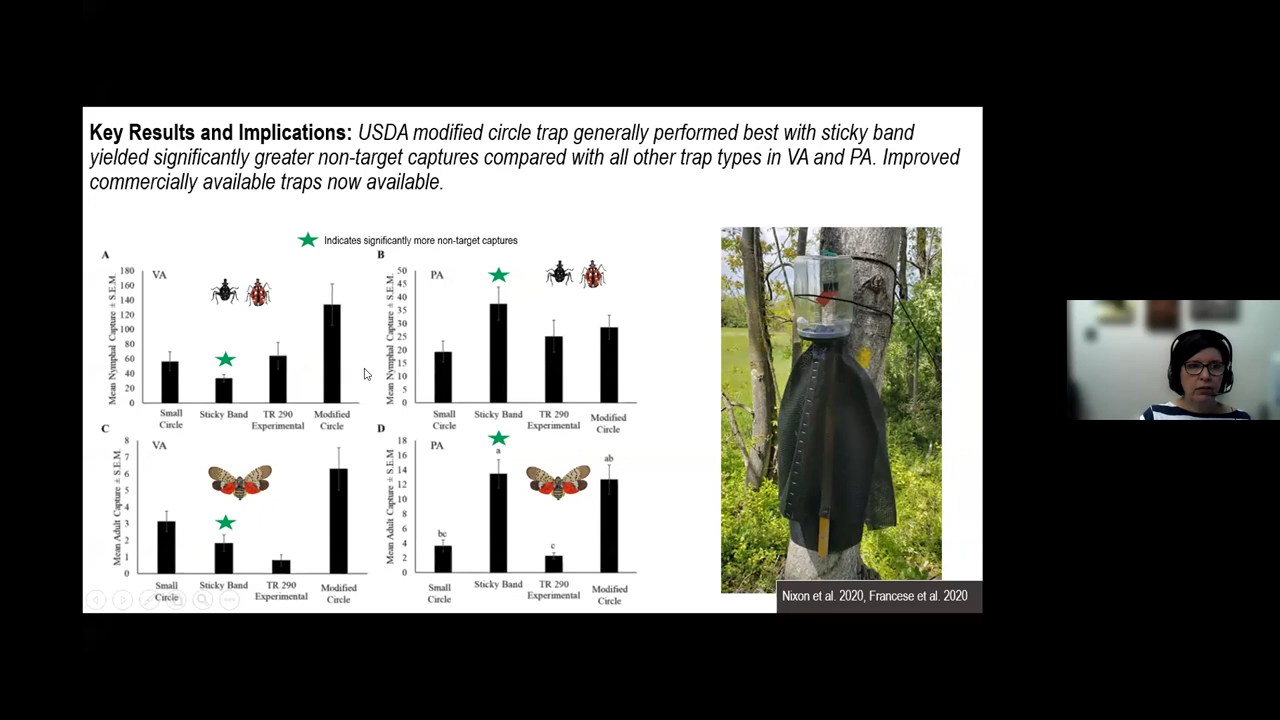 Key Results and Implications: USDA modified circle trap generally performed best with sticky band
yielded significantly greater non-target captures compared with all other trap types in VA and PA. Improved
commercially available traps now available.
Indicates significantly more non-target captures
A
VA
Mean Nymphal Capture ± S.E.M.
180
160
140
120
100
80
60
40
20
0
Small
Circle
Sticky Band
TR 290
Experimental
Modified
Circle
B
PA
Mean Nymphal Capture ± S.E.M.
50
45
40
35
30
25
20
15
10
5
0
Small
Circle
Sticky Band
TR 290
Experimental
Modified
Circle
C
VA
Mean Adult Capture ± S.E.M.
8
7
6
5
4
3
2
1
0
Small
Circle
Sticky Band
TR 290
Experimental
Modified
Circle
D
PA
Mean Adult Capture ± S.E.M.
18
16
14
12
10
8
6
4
2
0
bc
a
c
ab
Small
Circle
Sticky Band
TR 290
Experimental
Modified
Circle
Nixon et al. 2020, Francese et al. 2020